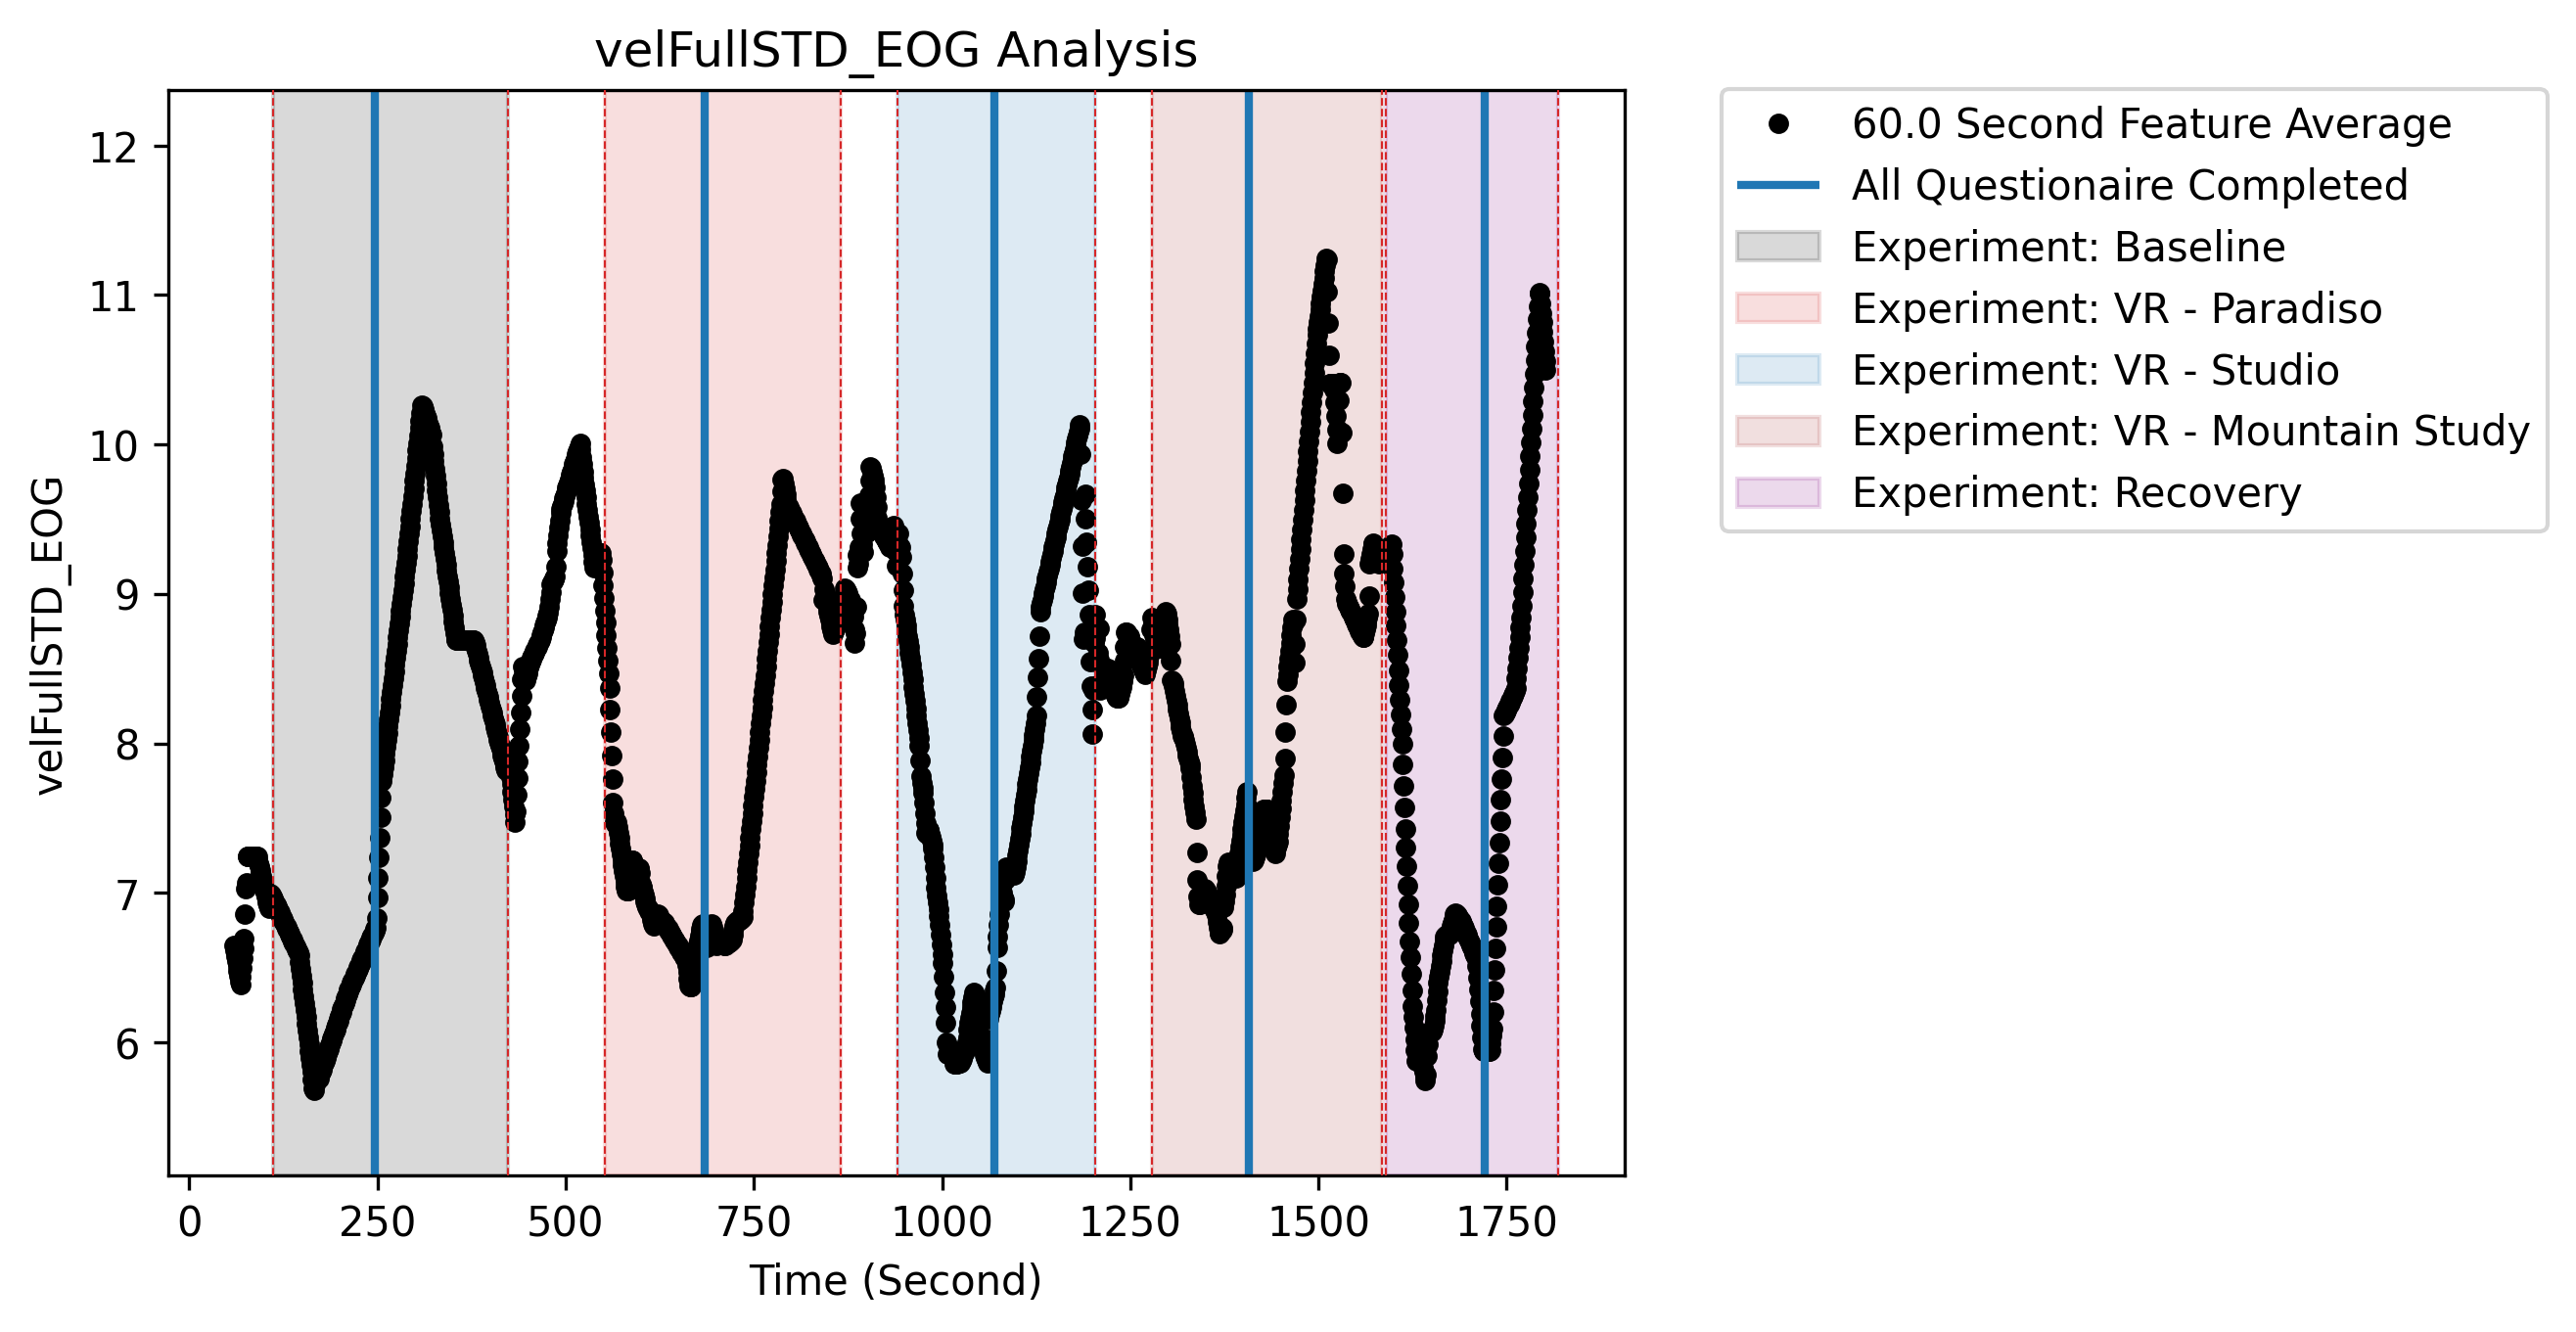 velFullSTD_EOG Analysis
12
11
10
9
8
7
6
velFullSTD_EOG
0 250 500 750 1000 1250 1500 1750
Time (Second)
60.0 Second Feature Average
All Questionaire Completed
Experiment: Baseline
Experiment: VR - Paradiso
Experiment: VR - Studio
Experiment: VR - Mountain Study
Experiment: Recovery